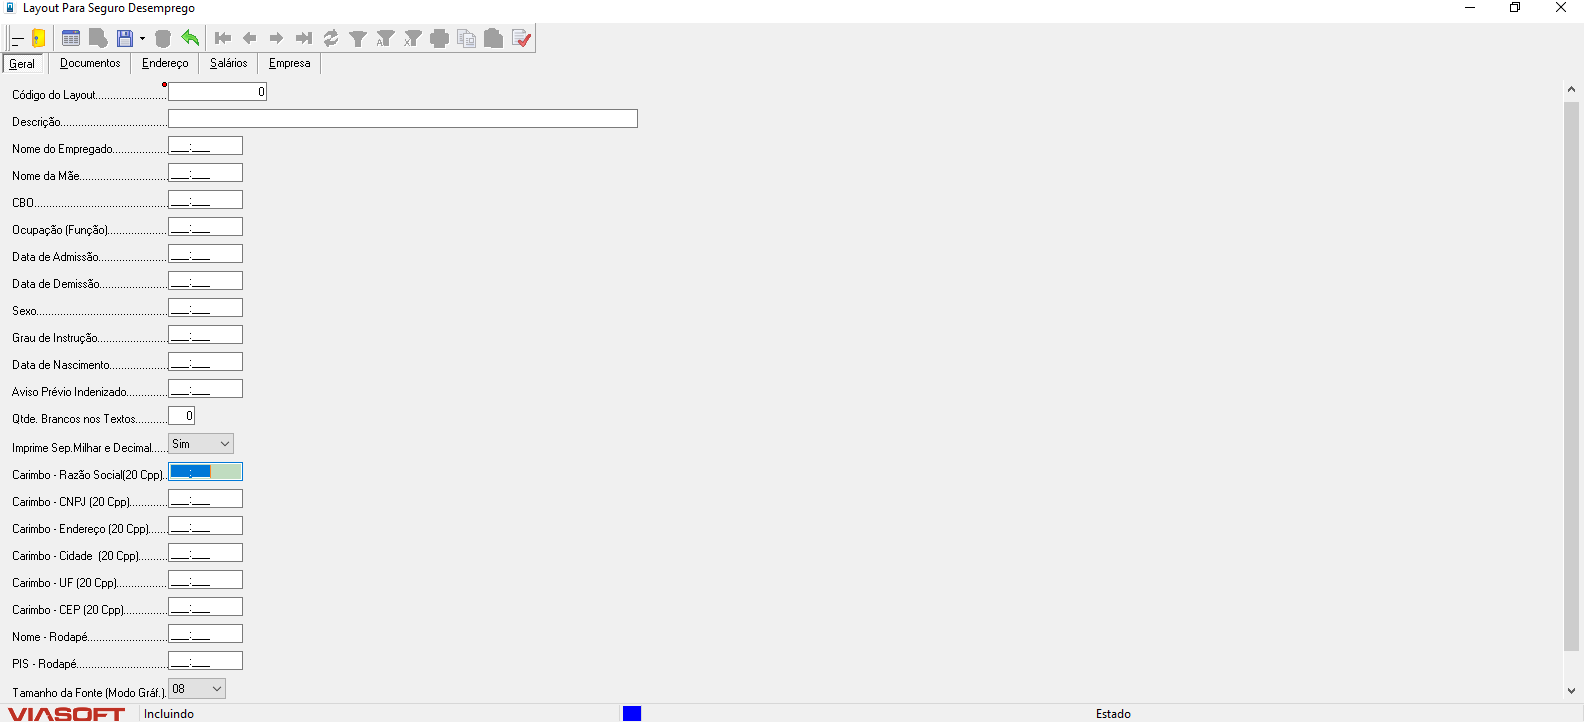 Layout Para Seguro Desemprego
Geral Documentos Endereço Salários Empresa
Código do Layout........................ 0
Descrição....................................
Nome do Empregado................... ___:___
Nome da Mãe.............................. ___:___
CBO............................................. ___:___
Ocupação (Função).................... ___:___
Data de Admissão....................... ___:___
Data de Demissão....................... ___:___
Sexo............................................ ___:___
Grau de Instrução........................ ___:___
Data de Nascimento.................... ___:___
Aviso Prévio Indenizado.............. ___:___
Qtde. Brancos nos Textos........... 0
Imprime Sep.Milhar e Decimal..... Sim
Carimbo - Razão Social(20 Cpp).. ___:___
Carimbo - CNPJ (20 Cpp)............. ___:___
Carimbo - Endereço (20 Cpp)....... ___:___
Carimbo - Cidade (20 Cpp).......... ___:___
Carimbo - UF (20 Cpp)................. ___:___
Carimbo - CEP (20 Cpp)............... ___:___
Nome - Rodapé........................... ___:___
PIS - Rodapé............................... ___:___
Tamanho da Fonte (Modo Gráf.). 08
VIASOFT Incluindo Estado